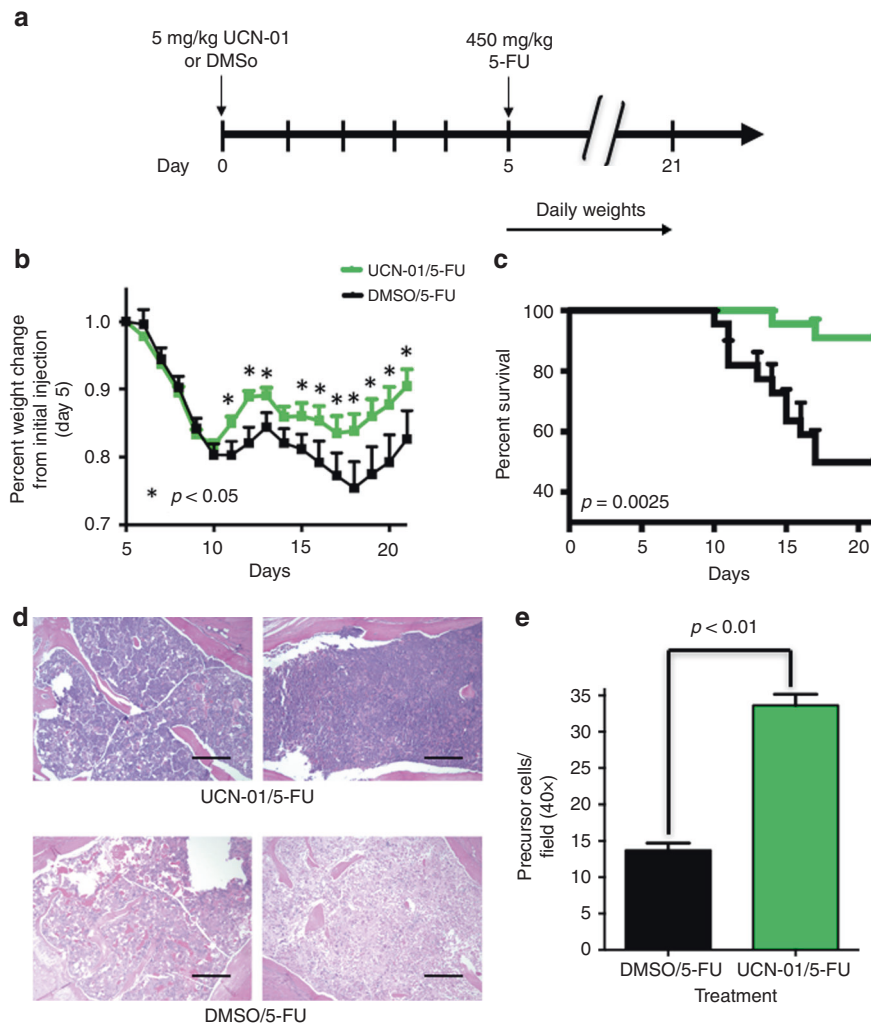 a
5 mg/kg UCN-01
or DMSo
450 mg/kg
5-FU
Day
0
5
21
Daily weights
b
UCN-01/5-FU
DMSO/5-FU
Percent weight change
from initial injection
(day 5)
1.0
0.9
0.8
0.7
* * * * * * * * * *
* p < 0.05
5 10 15 20
Days
c
Percent survival
100
80
60
40
p = 0.0025
0 5 10 15 20
Days
d
UCN-01/5-FU
DMSO/5-FU
e
p < 0.01
Precursor cells/
field (40×)
35
30
25
20
15
10
5
0
DMSO/5-FU UCN-01/5-FU
Treatment